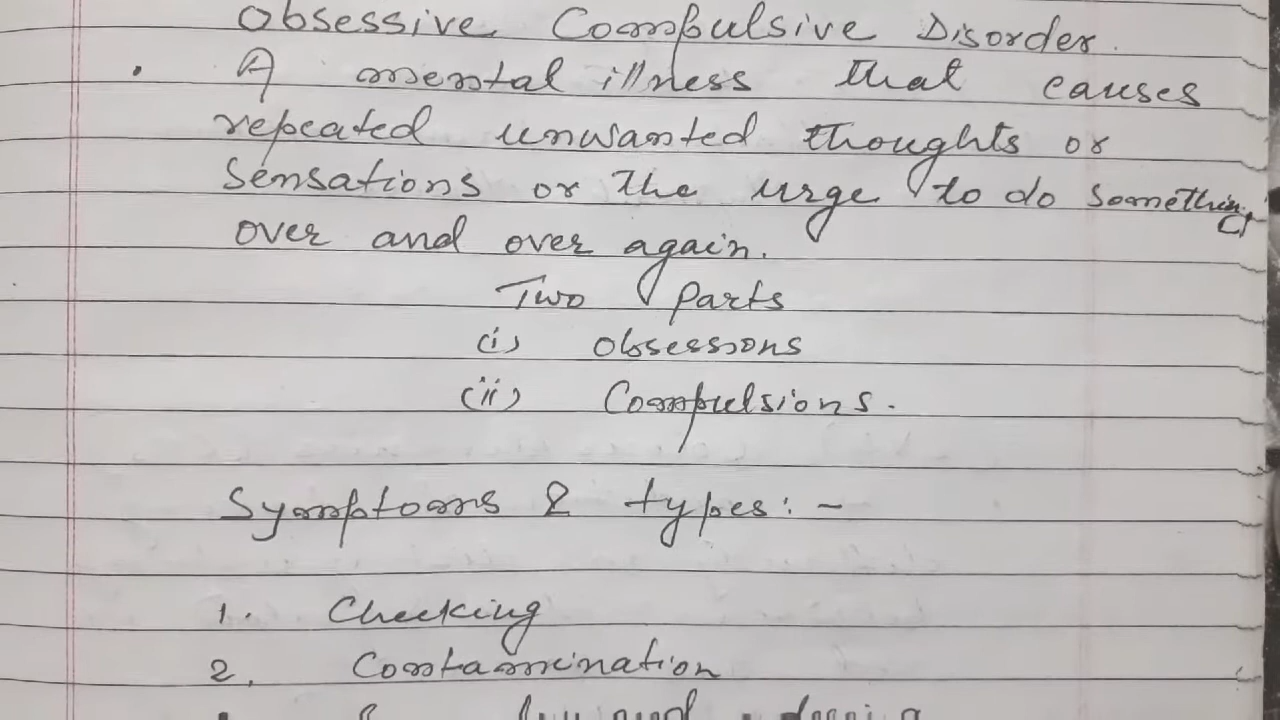 Obsessive Compulsive Disorder.
. A mental illness that causes
repeated unwanted thoughts or
Sensations or the urge to do something
over and over again.
Two Parts
(i) Obsessions
(ii) Compulsions.
Symptoms & types: -
1. Checking
2. Contamination